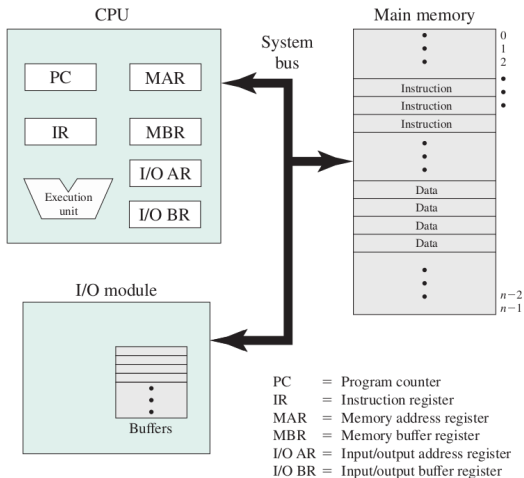 CPU
PC
MAR
IR
MBR
I/O AR
Execution
unit
I/O BR
System
bus
Main memory
0
1
2
Instruction
Instruction
Instruction
Data
Data
Data
Data
n−2
n−1
I/O module
Buffers
PC = Program counter
IR = Instruction register
MAR = Memory address register
MBR = Memory buffer register
I/O AR = Input/output address register
I/O BR = Input/output buffer register